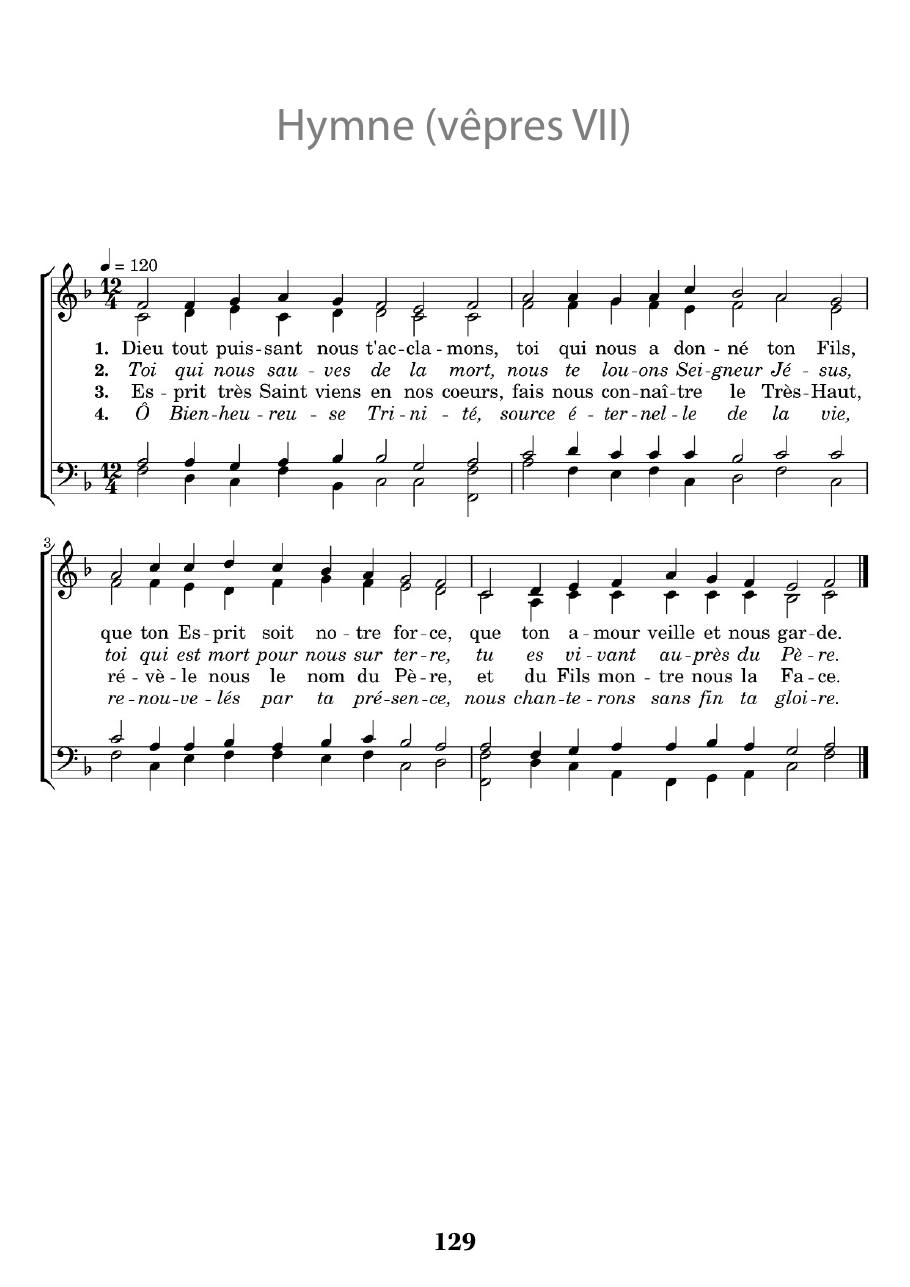 Hymne (vêpres VII)
= 120
12
4
1. Dieu tout puis - sant nous t'ac - cla - mons, toi qui nous a don - né ton Fils,
2. Toi qui nous sau - ves de la mort, nous te lou - ons Sei - gneur Jé - sus,
3. Es - prit très Saint viens en nos coeurs, fais nous con - naî - tre le Très - Haut,
4. Ô Bien - heu - reu - se Tri - ni - té, source é - ter - nel - le de la vie,
12
4
3
que ton Es - prit soit no - tre for - ce, que ton a - mour veille et nous gar - de.
toi qui est mort pour nous sur ter - re, tu es vi - vant au - près du Pè - re.
ré - vè - le nous le nom du Pè - re, et du Fils mon - tre nous la Fa - ce.
re - nou - ve - lés par ta pré - sen - ce, nous chan - te - rons sans fin ta gloi - re.
129